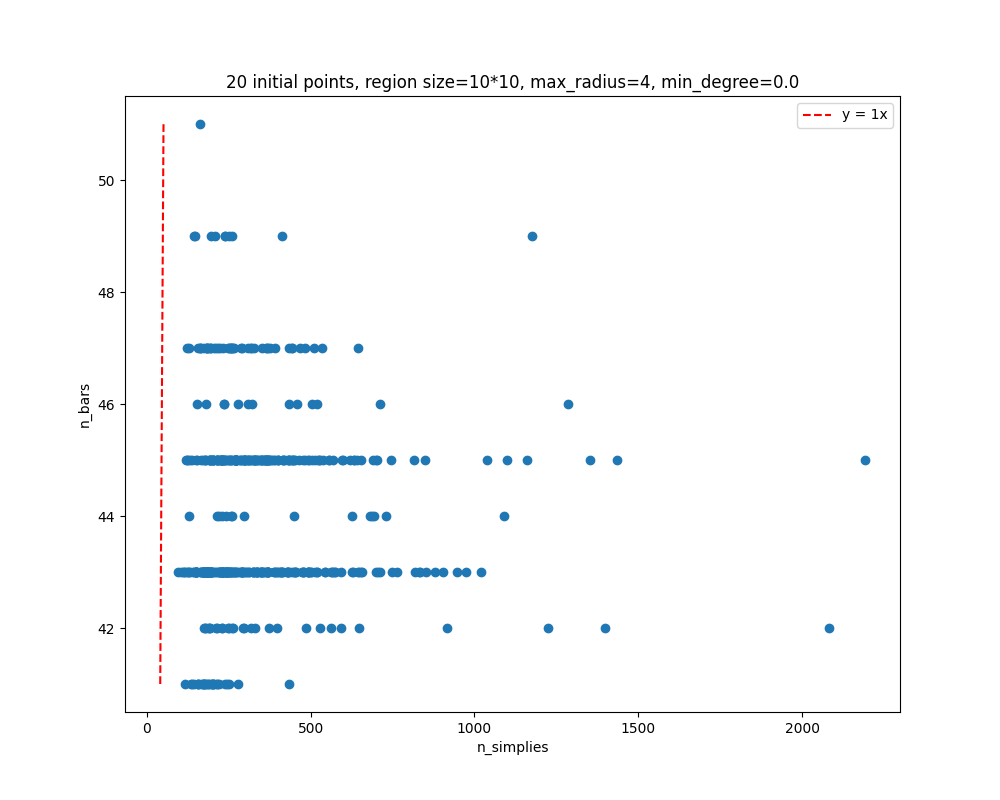 20 initial points, region size=10*10, max_radius=4, min_degree=0.0
y = 1x
50
48
46
44
42
n_bars
0
500
1000
1500
2000
n_simplies